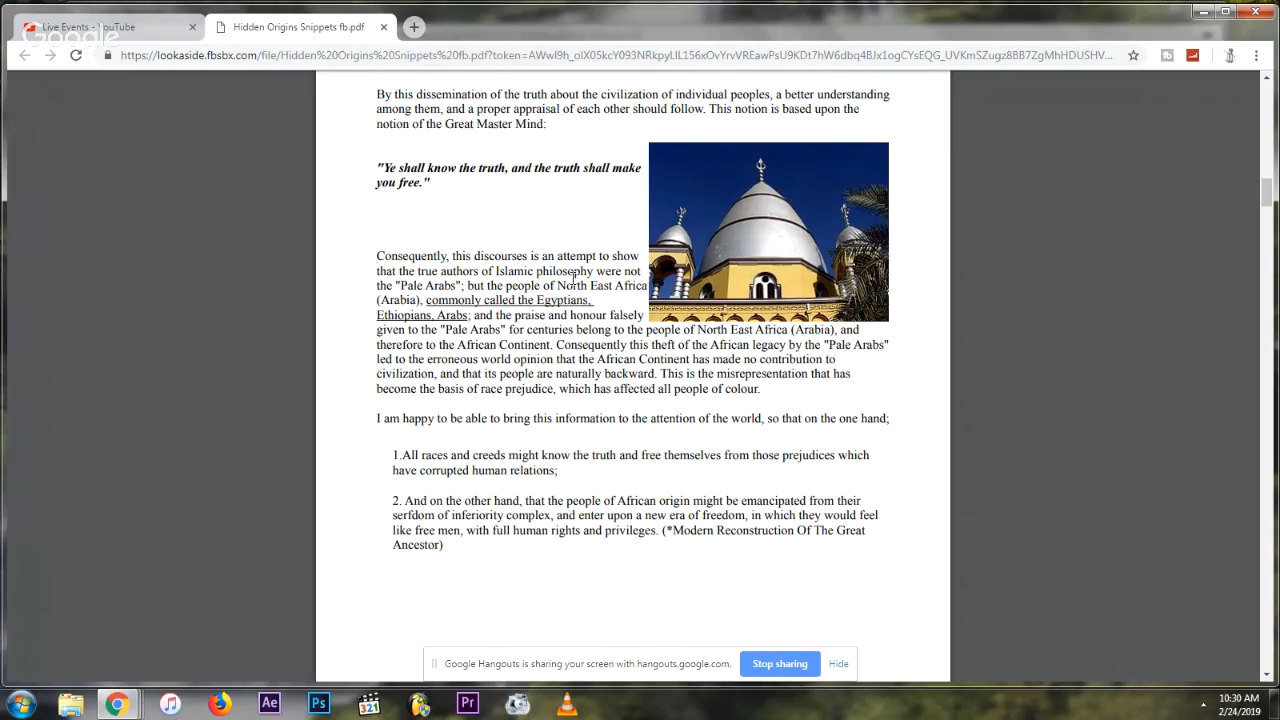 Live Events - YouTube
Hidden Origins Snippets fb.pdf
Google
https://lookaside.fbsbx.com/file/Hidden%20Origins%20Snippets%20fb.pdf?token=
By this dissemination of the truth about the civilization of individual peoples, a better understanding
among them, and a proper appraisal of each other should follow. This notion is based upon the
notion of the Great Master Mind:
"Ye shall know the truth, and the truth shall make
you free."
Consequently, this discourses is an attempt to show
that the true authors of Islamic philosophy were not
the "Pale Arabs"; but the people of North East Africa
(Arabia), commonly called the Egyptians,
Ethiopians, Arabs; and the praise and honour falsely
given to the "Pale Arabs" for centuries belong to the people of North East Africa (Arabia), and
therefore to the African Continent. Consequently this theft of the African legacy by the "Pale Arabs"
led to the erroneous world opinion that the African Continent has made no contribution to
civilization, and that its people are naturally backward. This is the misrepresentation that has
become the basis of race prejudice, which has affected all people of colour.
I am happy to be able to bring this information to the attention of the world, so that on the one hand;
1.All races and creeds might know the truth and free themselves from those prejudices which
have corrupted human relations;
2. And on the other hand, that the people of African origin might be emancipated from their
serfdom of inferiority complex, and enter upon a new era of freedom, in which they would feel
like free men, with full human rights and privileges. (*Modern Reconstruction Of The Great
Ancestor)
Google Hangouts is sharing your screen with hangouts.google.com.
Stop sharing
Hide
Ae
Ps
321
Pr
10:30 AM
2/24/2019